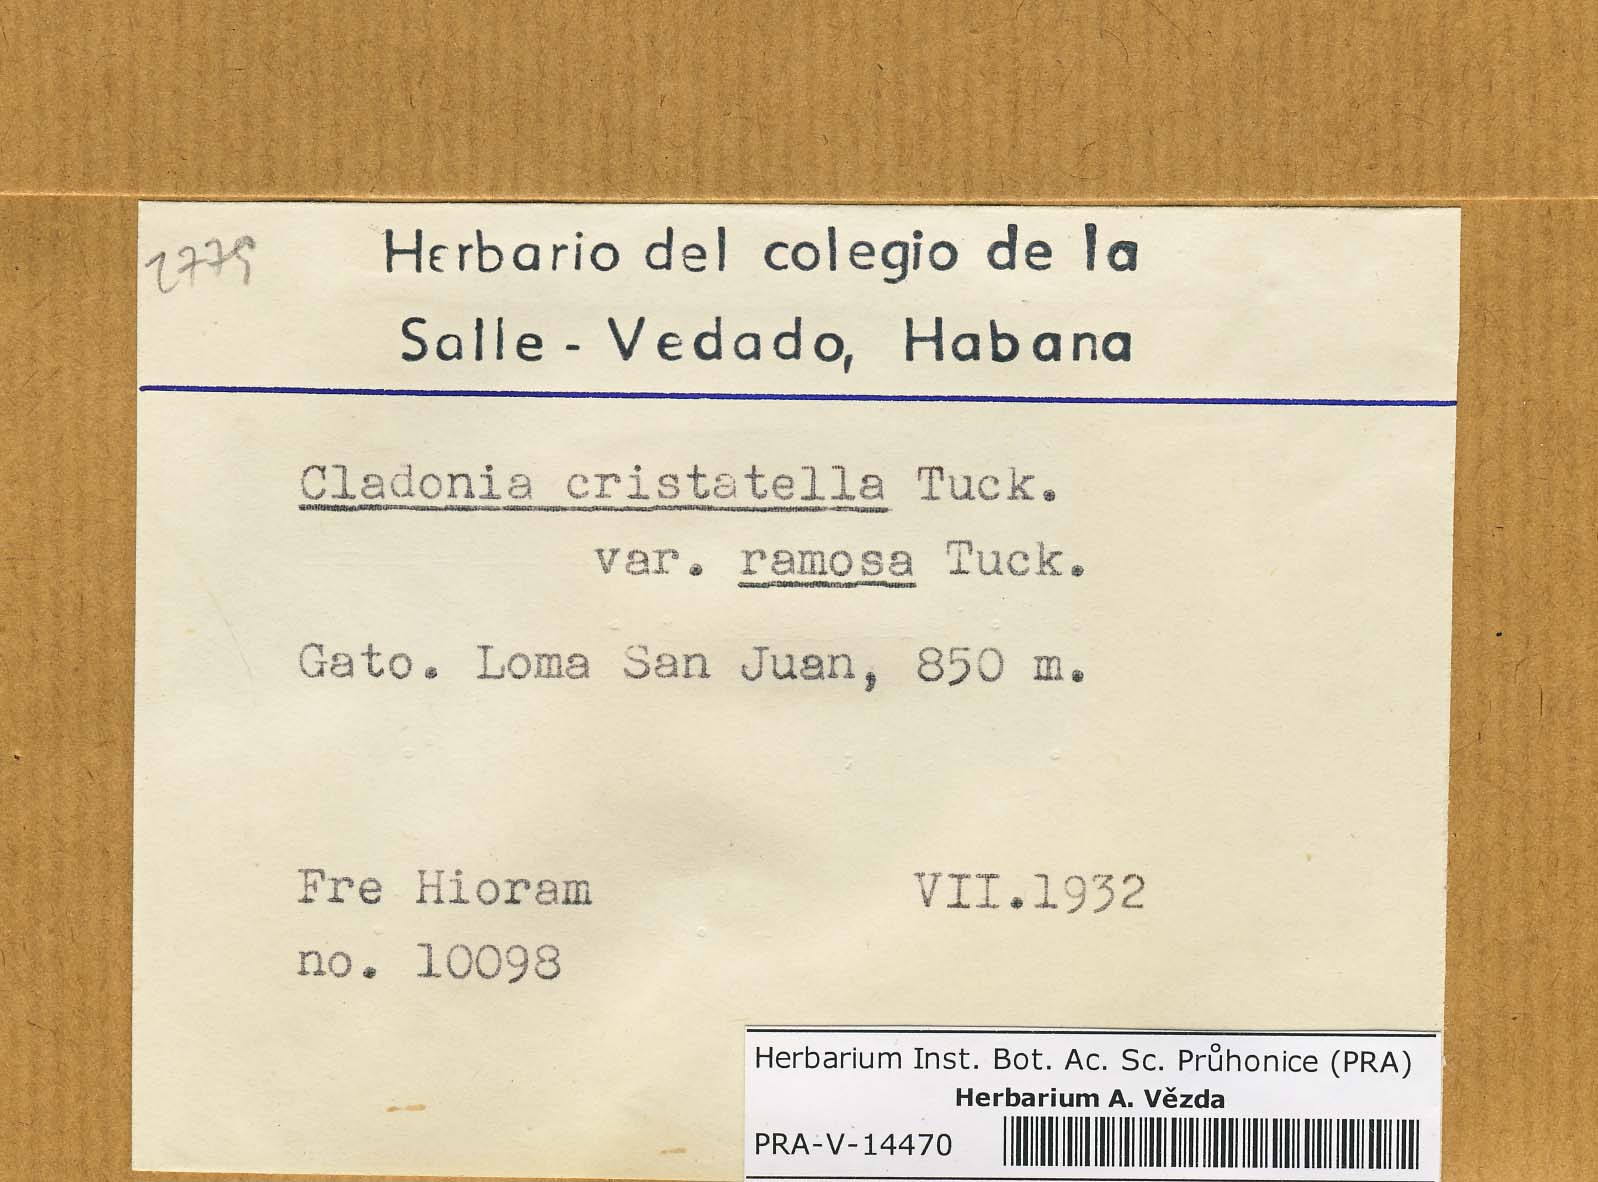 2779
Herbario del colegio de la
Salle - Vedado, Habana
Cladonia cristatella Tuck.
var. ramosa Tuck.
Gato. Loma San Juan, 850 m.
Fre Hioram VII.1932
no. 10098
Herbarium Inst. Bot. Ac. Sc. Průhonice (PRA)
Herbarium A. Vězda
PRA-V-14470